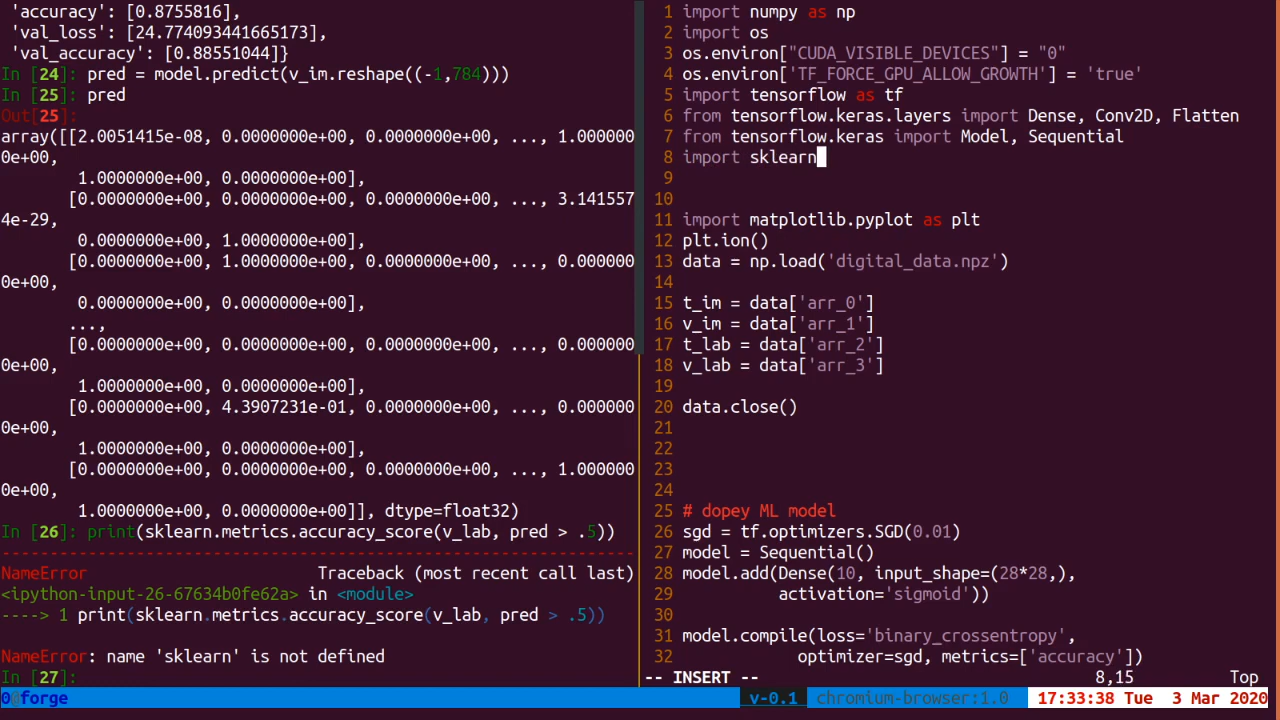 'accuracy': [0.8755816],
'val_loss': [24.774093441665173],
'val_accuracy': [0.88551044]}
In [24]: pred = model.predict(v_im.reshape((-1,784)))
In [25]: pred
Out[25]:
array([[2.0051415e-08, 0.0000000e+00, 0.0000000e+00, ..., 1.000000
0e+00,
1.0000000e+00, 0.0000000e+00],
[0.0000000e+00, 0.0000000e+00, 0.0000000e+00, ..., 3.141557
4e-29,
0.0000000e+00, 1.0000000e+00],
[0.0000000e+00, 1.0000000e+00, 0.0000000e+00, ..., 0.000000
0e+00,
0.0000000e+00, 0.0000000e+00],
...,
[0.0000000e+00, 0.0000000e+00, 0.0000000e+00, ..., 0.000000
0e+00,
1.0000000e+00, 0.0000000e+00],
[0.0000000e+00, 4.3907231e-01, 0.0000000e+00, ..., 0.000000
0e+00,
1.0000000e+00, 0.0000000e+00],
[0.0000000e+00, 0.0000000e+00, 0.0000000e+00, ..., 1.000000
0e+00,
1.0000000e+00, 0.0000000e+00]], dtype=float32)
In [26]: print(sklearn.metrics.accuracy_score(v_lab, pred > .5))
------------------------------------------------------------------
NameError Traceback (most recent call last)
<ipython-input-26-67634b0fe62a> in <module>
----> 1 print(sklearn.metrics.accuracy_score(v_lab, pred > .5))
NameError: name 'sklearn' is not defined
In [27]:
1 import numpy as np
2 import os
3 os.environ["CUDA_VISIBLE_DEVICES"] = "0"
4 os.environ['TF_FORCE_GPU_ALLOW_GROWTH'] = 'true'
5 import tensorflow as tf
6 from tensorflow.keras.layers import Dense, Conv2D, Flatten
7 from tensorflow.keras import Model, Sequential
8 import sklearn
9
10
11 import matplotlib.pyplot as plt
12 plt.ion()
13 data = np.load('digital_data.npz')
14
15 t_im = data['arr_0']
16 v_im = data['arr_1']
17 t_lab = data['arr_2']
18 v_lab = data['arr_3']
19
20 data.close()
21
22
23
24
25 # dopey ML model
26 sgd = tf.optimizers.SGD(0.01)
27 model = Sequential()
28 model.add(Dense(10, input_shape=(28*28,),
29 activation='sigmoid'))
30
31 model.compile(loss='binary_crossentropy',
32 optimizer=sgd, metrics=['accuracy'])
-- INSERT -- 8,15 Top
0@forge v-0.1 chromium-browser:1.0 17:33:38 Tue 3 Mar 2020